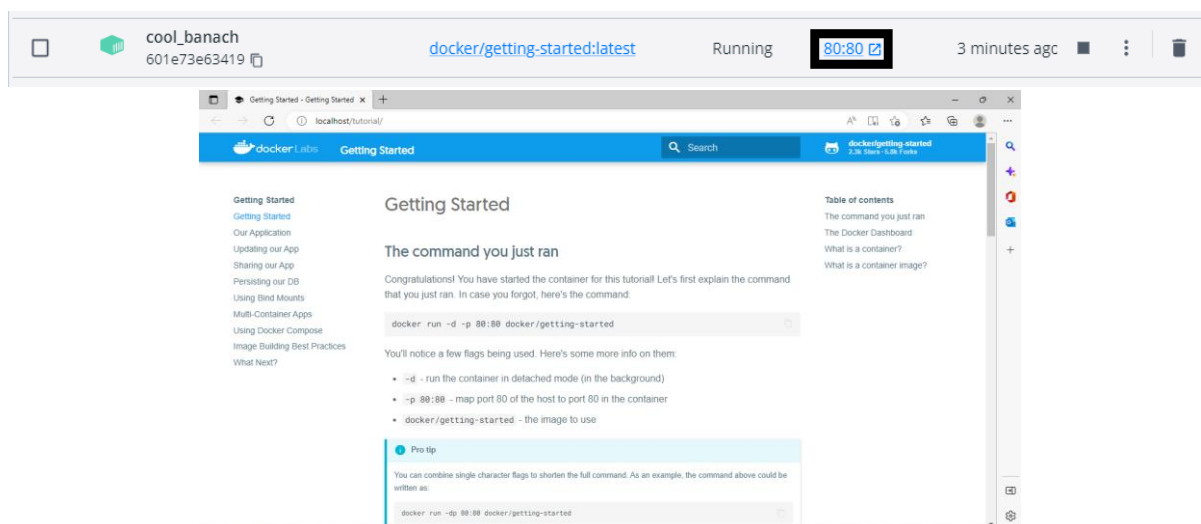 cool_banach
601e73e63419
docker/getting-started:latest
Running
80:80
3 minutes agc
Getting Started - Getting Started
localhost/tutorial/
docker Labs
Getting Started
Search
docker/getting-started
2.3k Stars · 5.8k Forks
Getting Started
Getting Started
Our Application
Updating our App
Sharing our App
Persisting our DB
Using Bind Mounts
Multi-Container Apps
Using Docker Compose
Image Building Best Practices
What Next?
Getting Started
The command you just ran
Congratulations! You have started the container for this tutorial! Let's first explain the command
that you just ran. In case you forgot, here's the command:
docker run -d -p 80:80 docker/getting-started
You'll notice a few flags being used. Here's some more info on them:
-d - run the container in detached mode (in the background)
-p 80:80 - map port 80 of the host to port 80 in the container
docker/getting-started - the image to use
Pro tip
You can combine single character flags to shorten the full command. As an example, the command above could be
written as:
docker run -dp 80:80 docker/getting-started
Table of contents
The command you just ran
The Docker Dashboard
What is a container?
What is a container image?